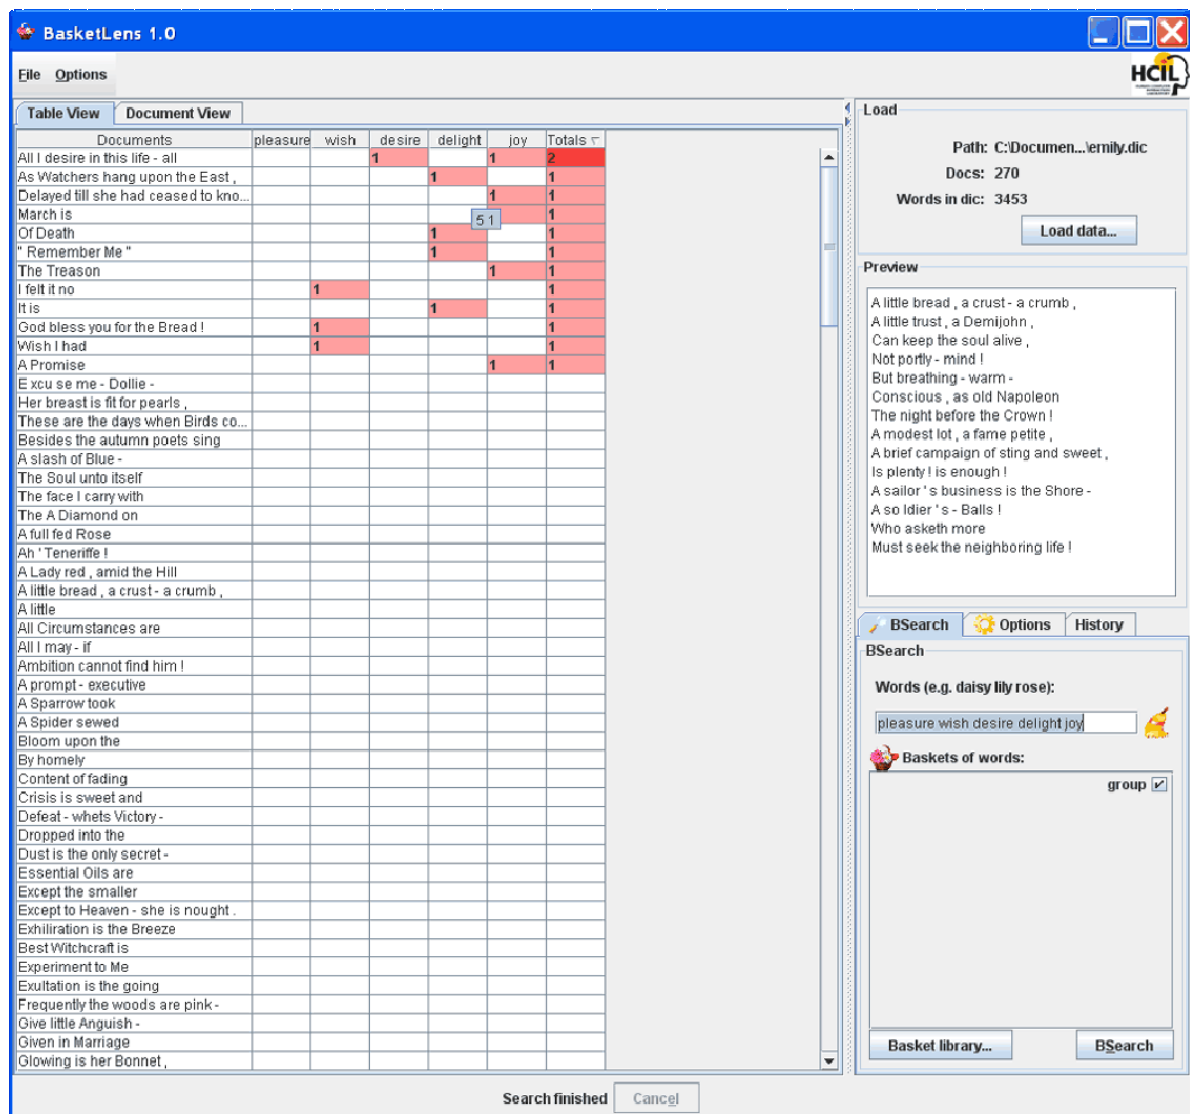 BasketLens 1.0
File Options
HCIL
Table View Document View
Documents pleasure wish desire delight joy Totals
All I desire in this life - all 1 1 2
As Watchers hang upon the East , 1 1
Delayed till she had ceased to kno... 1 1
March is 1
5 1
Of Death 1 1
" Remember Me " 1 1
The Treason 1 1
I felt it no 1 1
It is 1 1
God bless you for the Bread ! 1 1
Wish I had 1 1
A Promise 1 1
Excu se me - Dollie -
Her breast is fit for pearls ,
These are the days when Birds co...
Besides the autumn poets sing
A slash of Blue -
The Soul unto itself
The face I carry with
The A Diamond on
A full fed Rose
Ah ' Teneriffe !
A Lady red , amid the Hill
A little bread , a crust - a crumb ,
A little
All Circumstances are
All I may - if
Ambition cannot find him !
A prompt - executive
A Sparrow took
A Spider sewed
Bloom upon the
By homely
Content of fading
Crisis is sweet and
Defeat - whets Victory -
Dropped into the
Dust is the only secret -
Essential Oils are
Except the smaller
Except to Heaven - she is nought .
Exhiliration is the Breeze
Best Witchcraft is
Experiment to Me
Exultation is the going
Frequently the woods are pink -
Give little Anguish -
Given in Marriage
Glowing is her Bonnet ,
Load
Path: C:\Documen...\emily.dic
Docs: 270
Words in dic: 3453
Load data...
Preview
A little bread , a crust - a crumb ,
A little trust , a Demijohn ,
Can keep the soul alive ,
Not portly - mind !
But breathing - warm -
Conscious , as old Napoleon
The night before the Crown !
A modest lot , a fame petite ,
A brief campaign of sting and sweet ,
Is plenty ! is enough !
A sailor ' s business is the Shore -
A so ldier ' s - Balls !
Who asketh more
Must seek the neighboring life !
BSearch Options History
BSearch
Words (e.g. daisy lily rose):
pleasure wish desire delight joy
Baskets of words:
group
Basket library... BSearch
Search finished Cancel